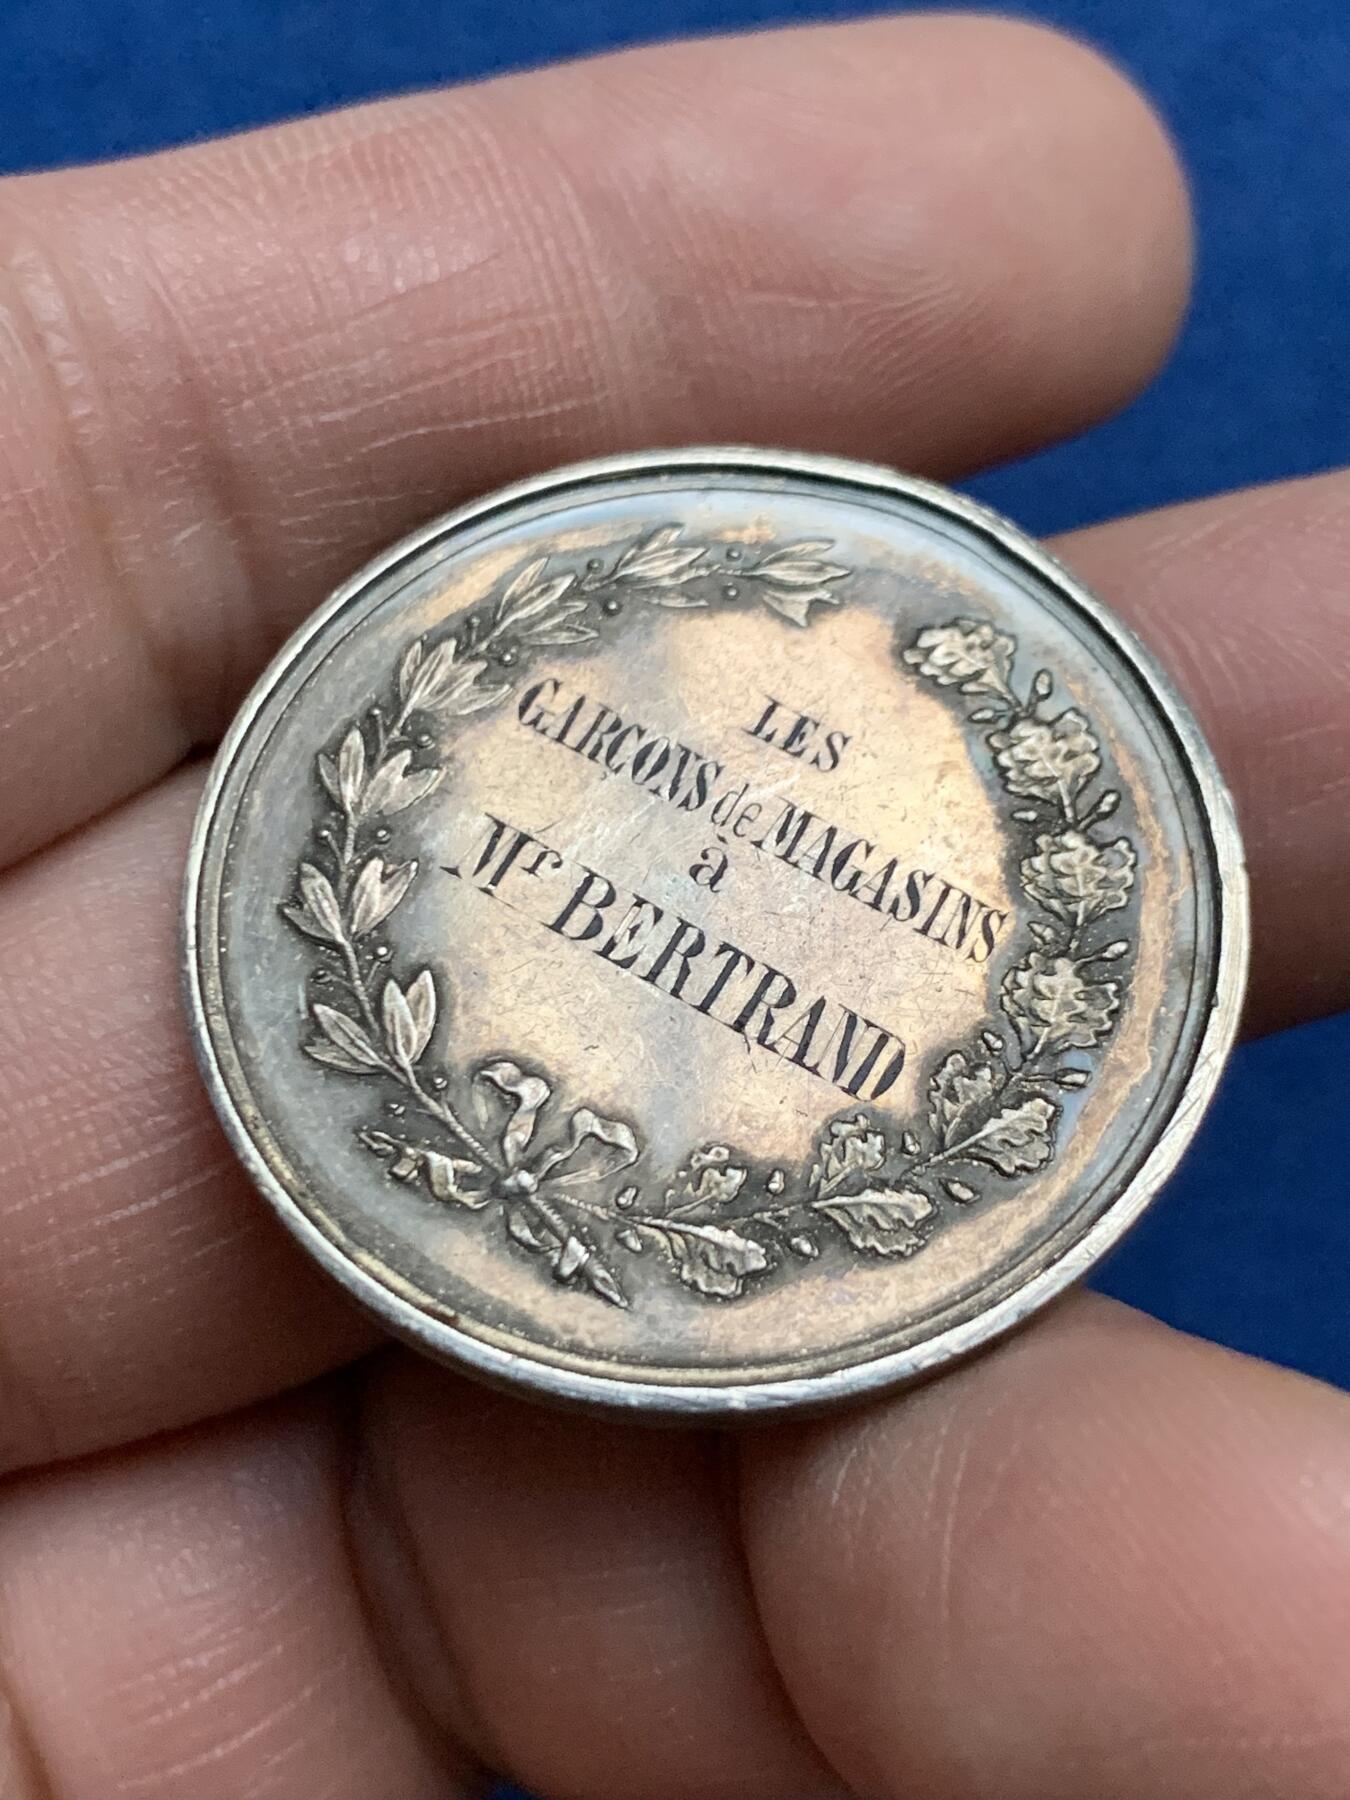 LES
GARÇONS de MAGASINS
à
Mr BERTRAND